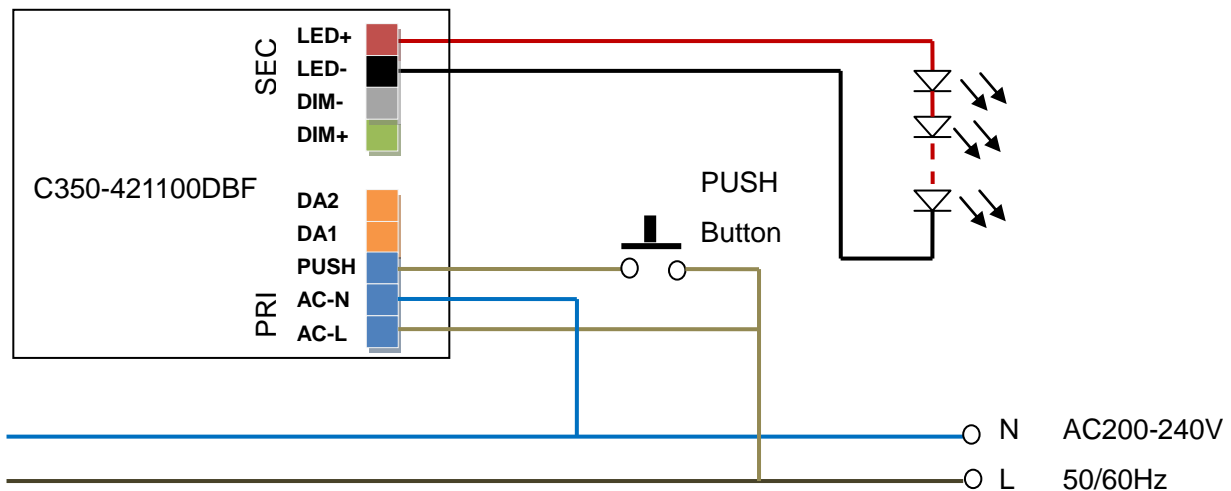 SEC
LED+
LED-
DIM-
DIM+
C350-421100DBF
DA2
DA1
PUSH
AC-N
AC-L
PRI
PUSH
Button
N AC200-240V
L 50/60Hz